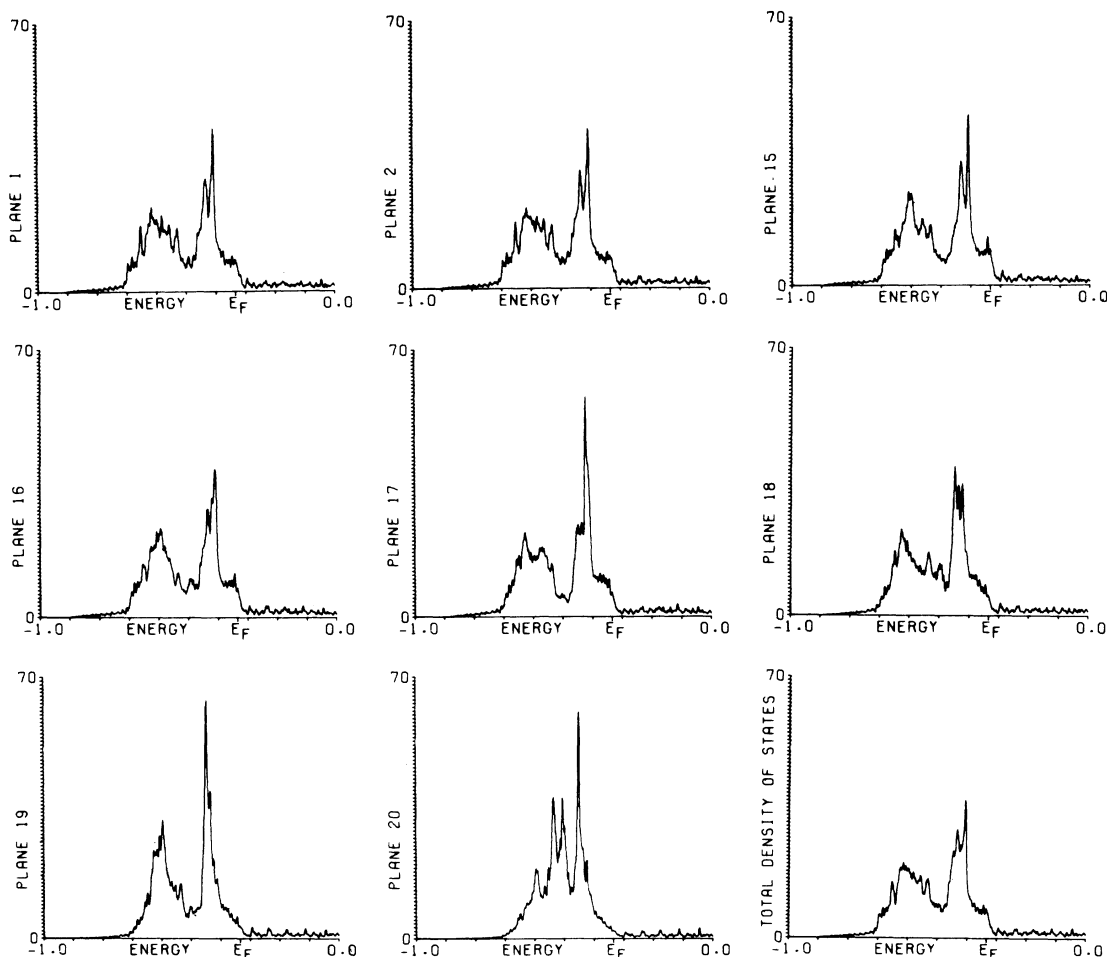 70
PLANE 1
0
-1.0
ENERGY
EF
0.0
70
PLANE 2
0
-1.0
ENERGY
EF
0.0
70
PLANE 15
0
-1.0
ENERGY
EF
0.0
70
PLANE 16
0
-1.0
ENERGY
EF
0.0
70
PLANE 17
0
-1.0
ENERGY
EF
0.0
70
PLANE 18
0
-1.0
ENERGY
EF
0.0
70
PLANE 19
0
-1.0
ENERGY
EF
0.0
70
PLANE 20
0
-1.0
ENERGY
EF
0.0
70
TOTAL DENSITY OF STATES
0
-1.0
ENERGY
EF
0.0